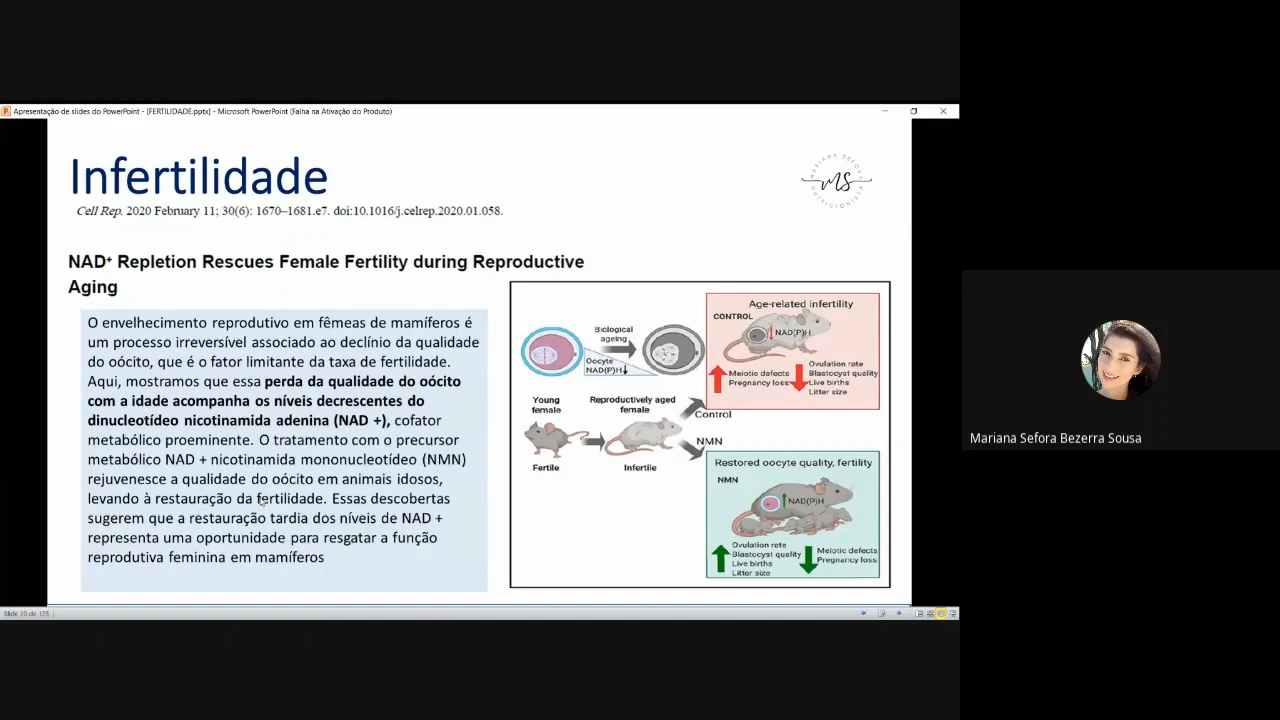 Apresentação de slides do PowerPoint - [FERTILIDADE.pptx] - Microsoft PowerPoint (Falha na Ativação do Produto)
Infertilidade
MARIANA SEFORA
MS
NUTRICIONISTA
Cell Rep. 2020 February 11; 30(6): 1670–1681.e7. doi:10.1016/j.celrep.2020.01.058.
NAD+ Repletion Rescues Female Fertility during Reproductive
Aging
O envelhecimento reprodutivo em fêmeas de mamíferos é
um processo irreversível associado ao declínio da qualidade
do oócito, que é o fator limitante da taxa de fertilidade.
Aqui, mostramos que essa perda da qualidade do oócito
com a idade acompanha os níveis decrescentes do
dinucleotídeo nicotinamida adenina (NAD +), cofator
metabólico proeminente. O tratamento com o precursor
metabólico NAD + nicotinamida mononucleotídeo (NMN)
rejuvenesce a qualidade do oócito em animais idosos,
levando à restauração da fertilidade. Essas descobertas
sugerem que a restauração tardia dos níveis de NAD +
representa uma oportunidade para resgatar a função
reprodutiva feminina em mamíferos
Biological
ageing
Oocyte
NAD(P)H↓
Young
female
Reproductively aged
female
Fertile
Infertile
Control
NMN
Age-related infertility
CONTROL
↓NAD(P)H
Meiotic defects
Pregnancy loss
Ovulation rate
Blastocyst quality
Live births
Litter size
Restored oocyte quality, fertility
NMN
↑NAD(P)H
Ovulation rate
Blastocyst quality
Live births
Litter size
Meiotic defects
Pregnancy loss
Slide 20 de 125
Mariana Sefora Bezerra Sousa